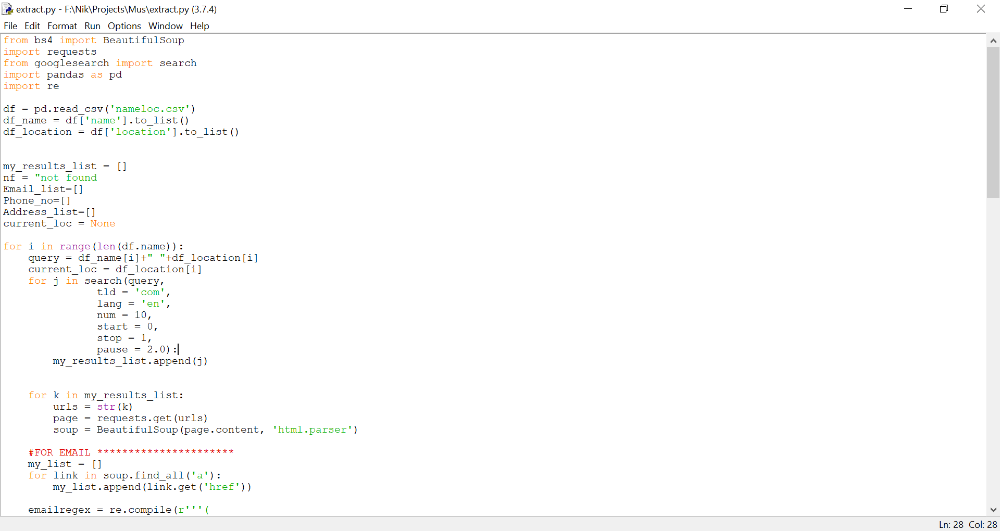 extract.py - F:\Nik\Projects\Mus\extract.py (3.7.4)
File Edit Format Run Options Window Help
from bs4 import BeautifulSoup
import requests
from googlesearch import search
import pandas as pd
import re

df = pd.read_csv('nameloc.csv')
df_name = df['name'].to_list()
df_location = df['location'].to_list()


my_results_list = []
nf = "not found
Email_list=[]
Phone_no=[]
Address_list=[]
current_loc = None

for i in range(len(df.name)):
    query = df_name[i]+" "+df_location[i]
    current_loc = df_location[i]
    for j in search(query,
               tld = 'com',
               lang = 'en',
               num = 10,
               start = 0,
               stop = 1,
               pause = 2.0):
        my_results_list.append(j)


    for k in my_results_list:
        urls = str(k)
        page = requests.get(urls)
        soup = BeautifulSoup(page.content, 'html.parser')

    #FOR EMAIL **********************
    my_list = []
    for link in soup.find_all('a'):
        my_list.append(link.get('href'))

    emailregex = re.compile(r'''(
Ln: 28 Col: 28